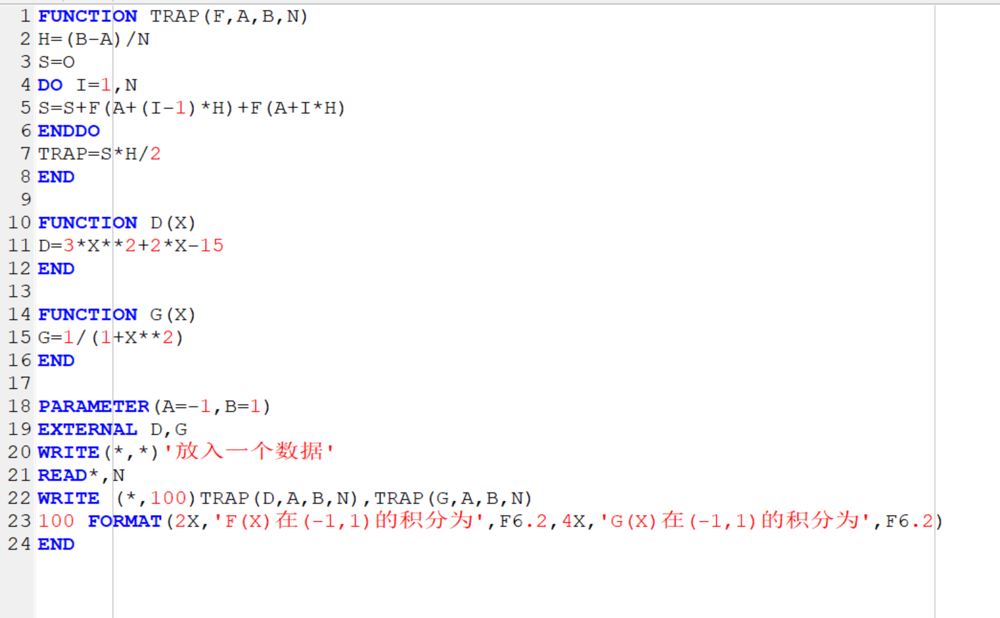 1 FUNCTION TRAP(F,A,B,N)
2 H=(B-A)/N
3 S=O
4 DO I=1,N
5 S=S+F(A+(I-1)*H)+F(A+I*H)
6 ENDDO
7 TRAP=S*H/2
8 END
9
10 FUNCTION D(X)
11 D=3*X**2+2*X-15
12 END
13
14 FUNCTION G(X)
15 G=1/(1+X**2)
16 END
17
18 PARAMETER(A=-1,B=1)
19 EXTERNAL D,G
20 WRITE(*,*)'放入一个数据'
21 READ*,N
22 WRITE (*,100)TRAP(D,A,B,N),TRAP(G,A,B,N)
23 100 FORMAT(2X,'F(X)在(-1,1)的积分为',F6.2,4X,'G(X)在(-1,1)的积分为',F6.2)
24 END